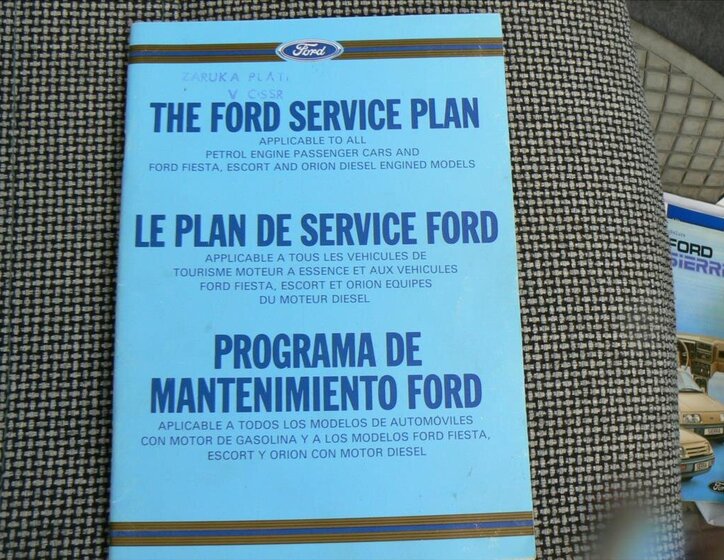 Ford
ZARUKA PLATI
V ČSSR
THE FORD SERVICE PLAN
APPLICABLE TO ALL
PETROL ENGINE PASSENGER CARS AND
FORD FIESTA, ESCORT AND ORION DIESEL ENGINED MODELS
LE PLAN DE SERVICE FORD
APPLICABLE A TOUS LES VEHICULES DE
TOURISME MOTEUR A ESSENCE ET AUX VEHICULES
FORD FIESTA, ESCORT ET ORION EQUIPES
DU MOTEUR DIESEL
PROGRAMA DE
MANTENIMIENTO FORD
APLICABLE A TODOS LOS MODELOS DE AUTOMÓVILES
CON MOTOR DE GASOLINA Y A LOS MODELOS FORD FIESTA,
ESCORT Y ORION CON MOTOR DIESEL
FORD
SIERRA
Ford